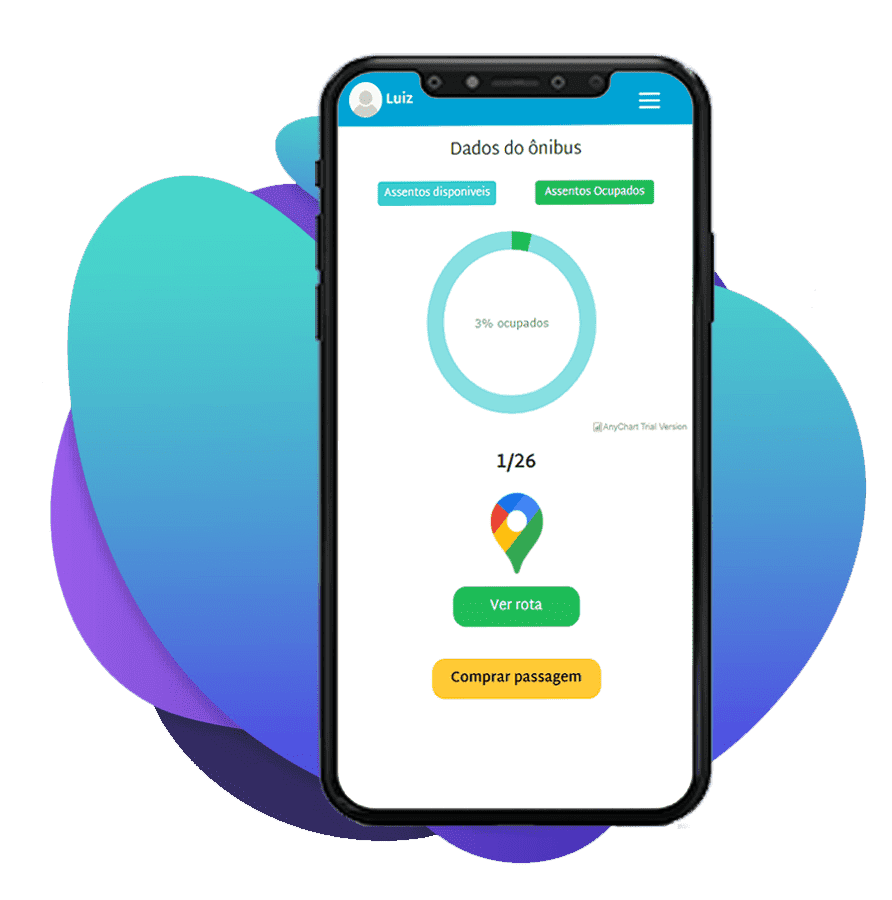 Luiz
Dados do ônibus
Assentos disponiveis
Assentos Ocupados
3% ocupados
AnyChart Trial Version
1/26
Ver rota
Comprar passagem